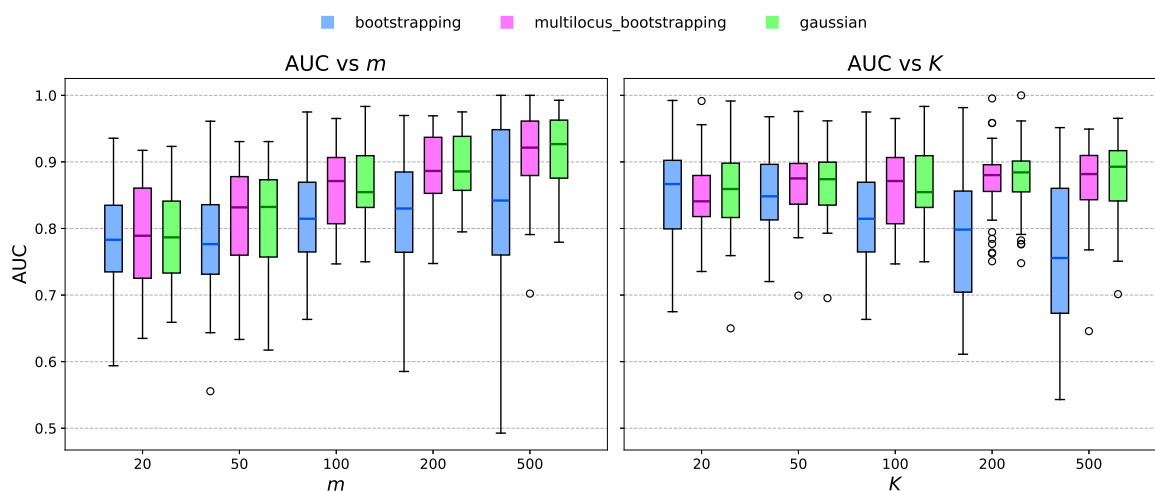 bootstrapping multilocus_bootstrapping gaussian
AUC vs m AUC vs K
AUC
1.0
0.9
0.8
0.7
0.6
0.5
20 50 100 200 500 20 50 100 200 500
m K